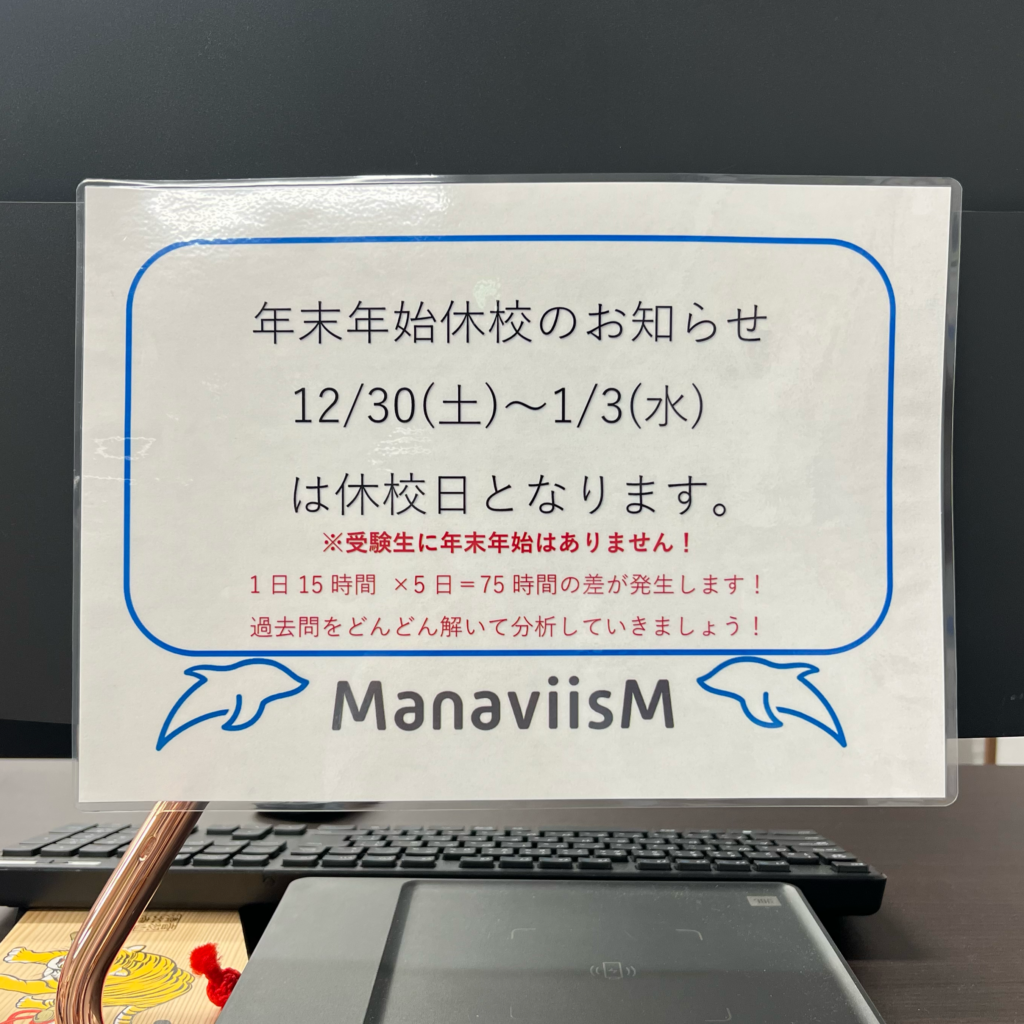 年末年始休校のお知らせ
12/30(土)～1/3(水)
は休校日となります。
※受験生に年末年始はありません！
1日15時間 ×5日＝75時間の差が発生します！
過去問をどんどん解いて分析していきましょう！
ManaviisM